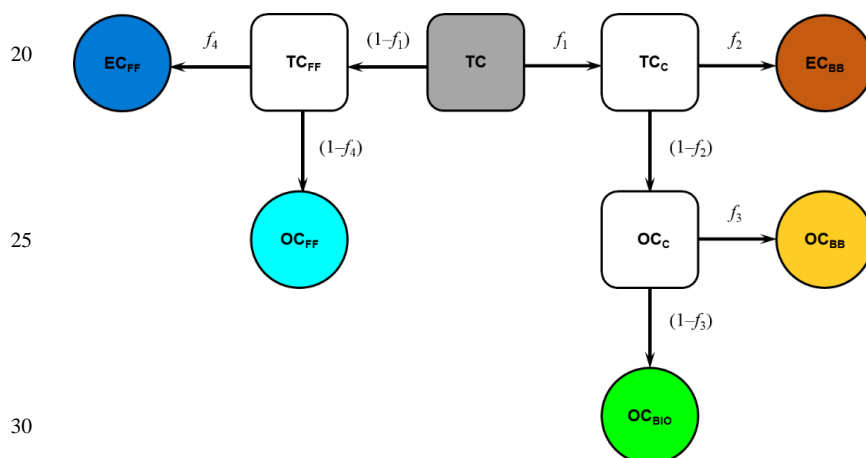 20
f₄ (1–f₁) f₁ f₂
EC_FF TC_FF TC TC_C EC_BB
(1–f₄) (1–f₂)
f₃
25
OC_FF OC_C OC_BB
(1–f₃)
OC_BIO
30